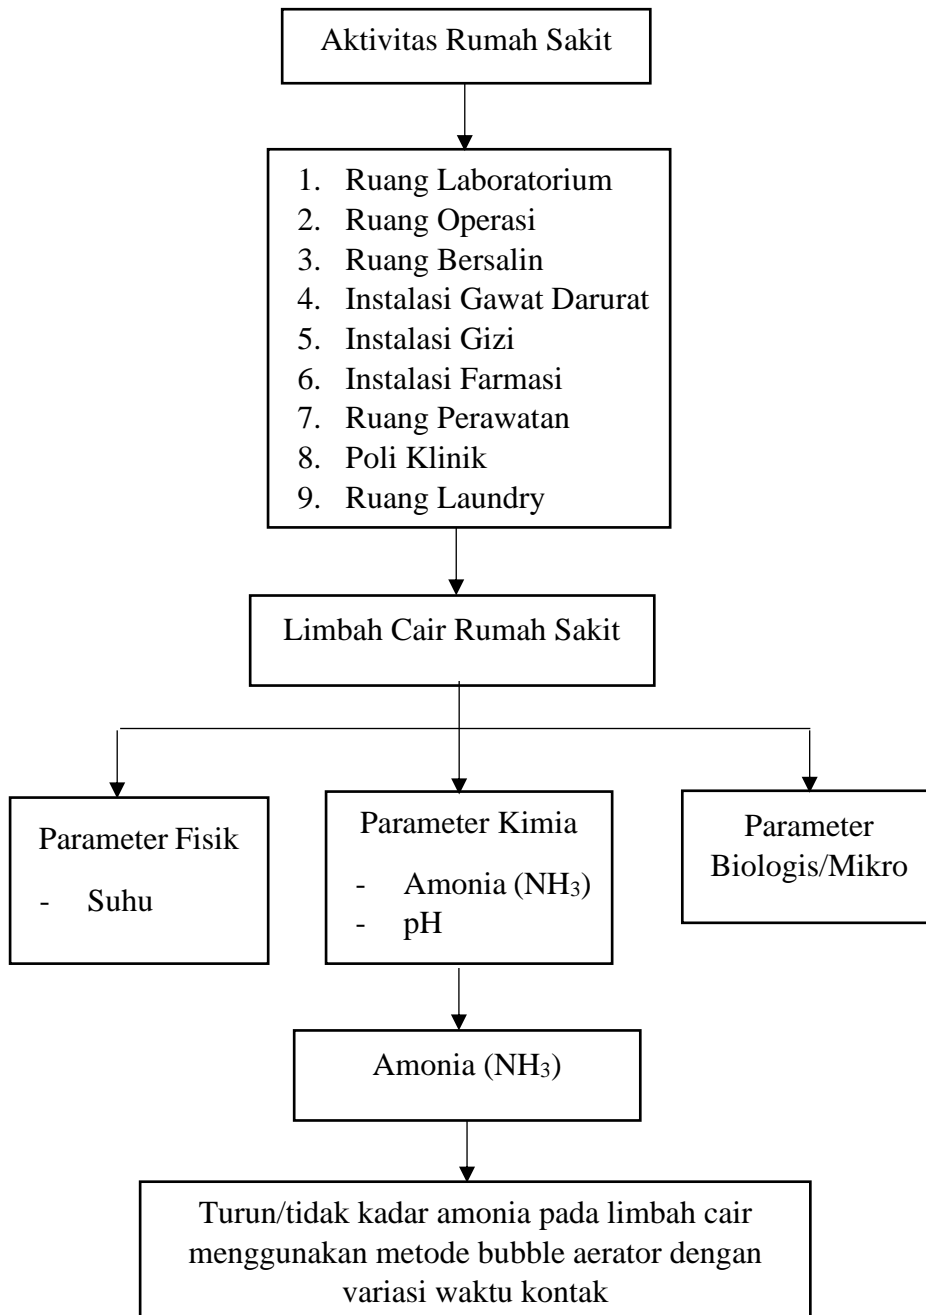 Aktivitas Rumah Sakit
1. Ruang Laboratorium
2. Ruang Operasi
3. Ruang Bersalin
4. Instalasi Gawat Darurat
5. Instalasi Gizi
6. Instalasi Farmasi
7. Ruang Perawatan
8. Poli Klinik
9. Ruang Laundry
Limbah Cair Rumah Sakit
Parameter Fisik
- Suhu
Parameter Kimia
- Amonia (NH₃)
- pH
Parameter
Biologis/Mikro
Amonia (NH₃)
Turun/tidak kadar amonia pada limbah cair
menggunakan metode bubble aerator dengan
variasi waktu kontak